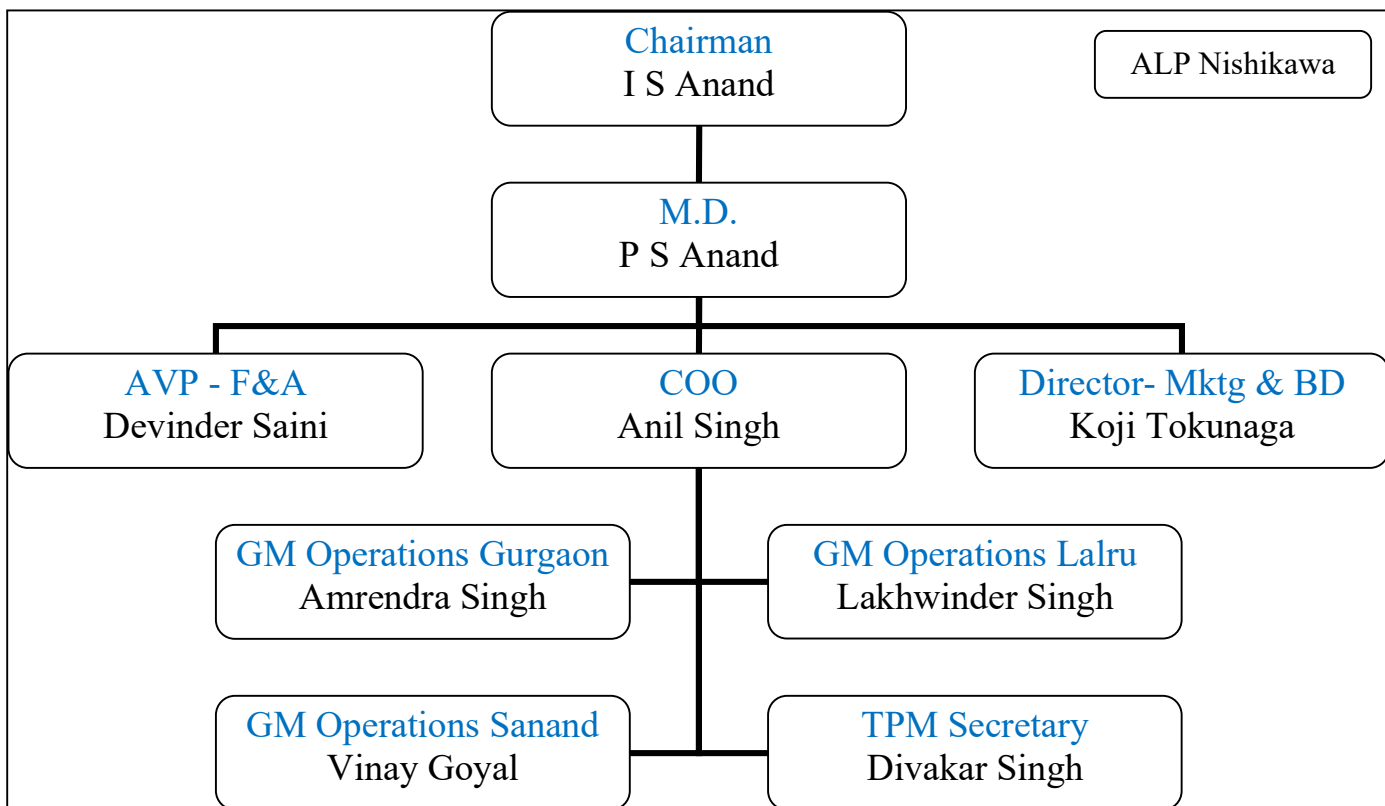 Chairman
I S Anand
ALP Nishikawa
M.D.
P S Anand
AVP - F&A
Devinder Saini
COO
Anil Singh
Director- Mktg & BD
Koji Tokunaga
GM Operations Gurgaon
Amrendra Singh
GM Operations Lalru
Lakhwinder Singh
GM Operations Sanand
Vinay Goyal
TPM Secretary
Divakar Singh